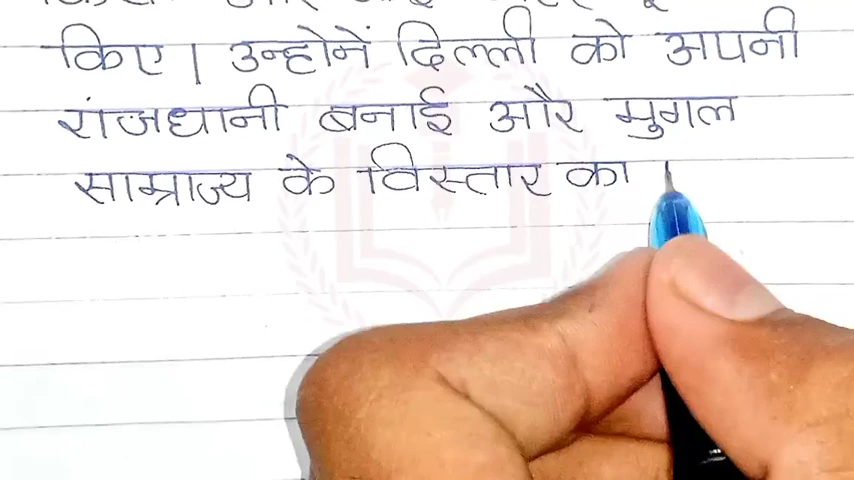 किए। उन्होनें दिल्ली को अपनी
राजधानी बनाई और मुगल
साम्राज्य के विस्तार का